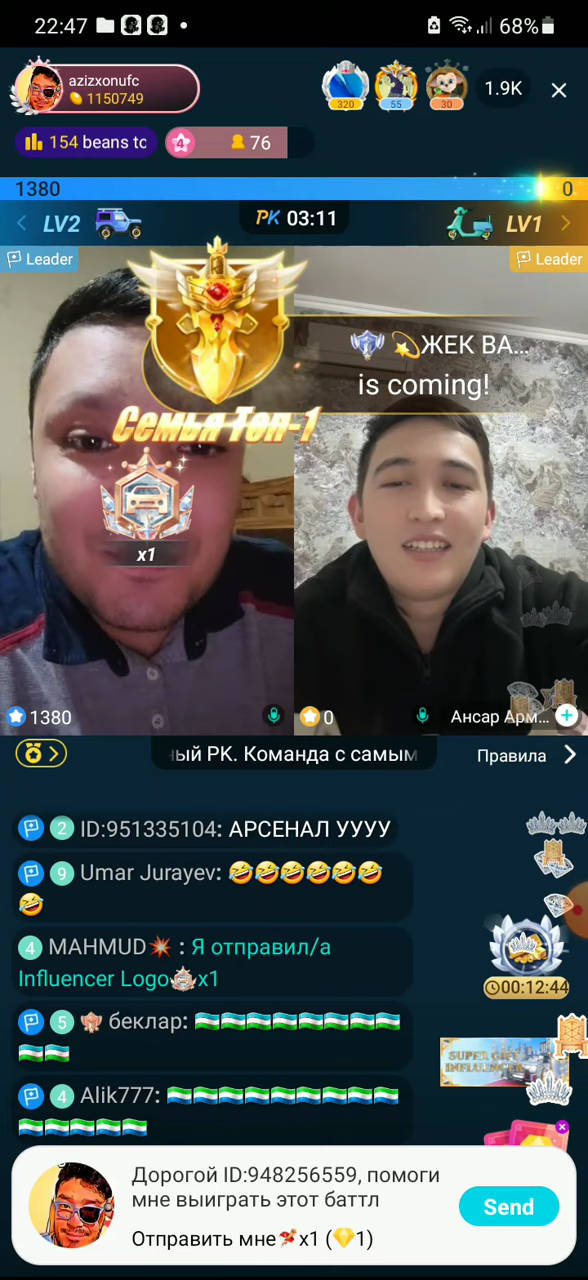 22:47
68%
azizxonufc
1150749
320
55
30
1.9K
154 beans to
4
76
1380
0
LV2
PK 03:11
LV1
Leader
Leader
ЖЕК ВА...
is coming!
Семья Топ-1
x1
1380
0
Ансар Арм...
ный PK. Команда с самым
Правила
2 ID:951335104: АРСЕНАЛ УУУУ
9 Umar Jurayev: 🤣🤣🤣🤣🤣🤣
🤣
4 MAHMUD💥 : Я отправил/а
Influencer Logo x1
00:12:44
5 беклар: 🇺🇿🇺🇿🇺🇿🇺🇿🇺🇿🇺🇿🇺🇿🇺🇿
🇺🇿🇺🇿
SUPER GIFT
INFLUENCER
4 Alik777: 🇸🇱🇸🇱🇸🇱🇸🇱🇸🇱🇸🇱🇸🇱🇸🇱🇸🇱
🇸🇱🇸🇱🇸🇱🇸🇱🇸🇱
Дорогой ID:948256559, помоги
мне выиграть этот баттл
Отправить мне x1 (1)
Send